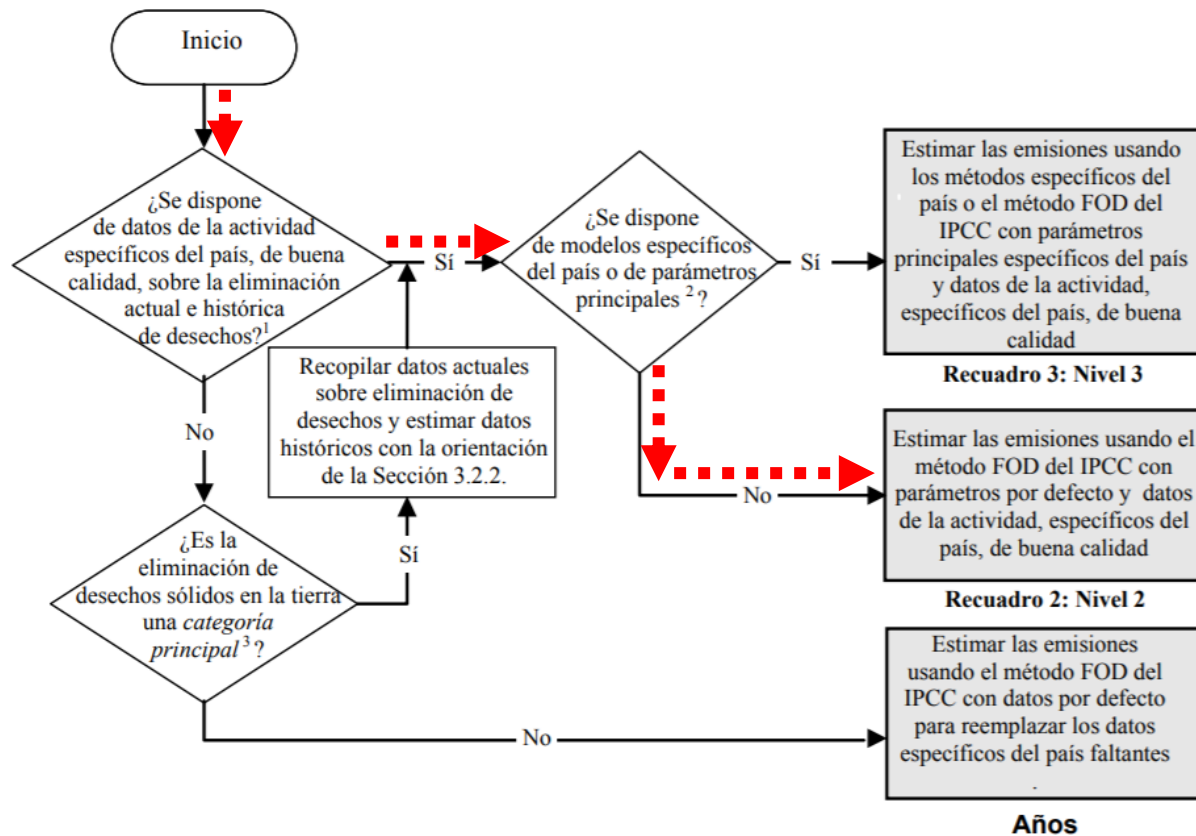 Inicio
¿Se dispone
de datos de la actividad
específicos del país, de buena
calidad, sobre la eliminación
actual e histórica
de desechos?¹
Sí
¿Se dispone
de modelos específicos
del país o de parámetros
principales ²?
Sí
Estimar las emisiones usando
los métodos específicos del
país o el método FOD del
IPCC con parámetros
principales específicos del país
y datos de la actividad,
específicos del país, de buena
calidad
Recuadro 3: Nivel 3
No
Recopilar datos actuales
sobre eliminación de
desechos y estimar datos
históricos con la orientación
de la Sección 3.2.2.
No
Estimar las emisiones usando el
método FOD del IPCC con
parámetros por defecto y datos
de la actividad, específicos del
país, de buena calidad
Recuadro 2: Nivel 2
¿Es la
eliminación de
desechos sólidos en la tierra
una categoría
principal ³?
Sí
No
Estimar las emisiones
usando el método FOD del
IPCC con datos por defecto
para reemplazar los datos
específicos del país faltantes
.
Años